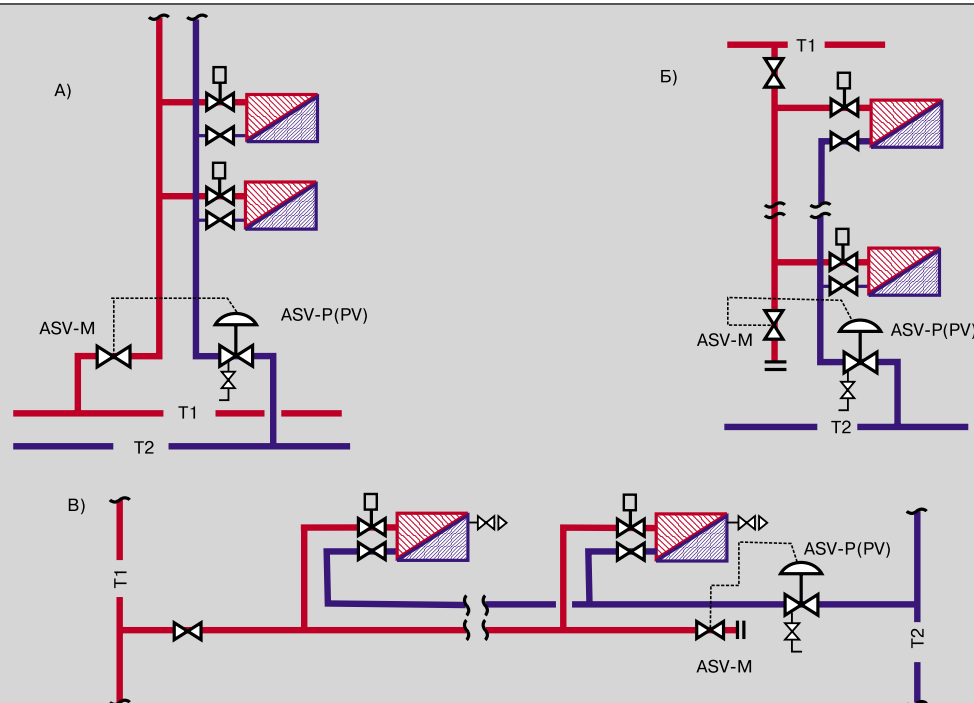 А)
ASV-M
ASV-P(PV)
T1
T2
Б)
T1
ASV-M
ASV-P(PV)
T2
В)
T1
ASV-P(PV)
ASV-M
T2